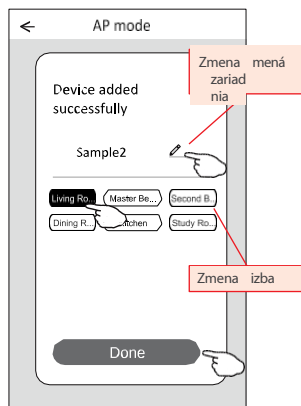 AP mode
Zmena mená
zariad
nia
Device added
successfully
Sample2
Living Ro...
Master Be...
Second B...
Dining R...
Kitchen
Study Ro...
Zmena izba
Done